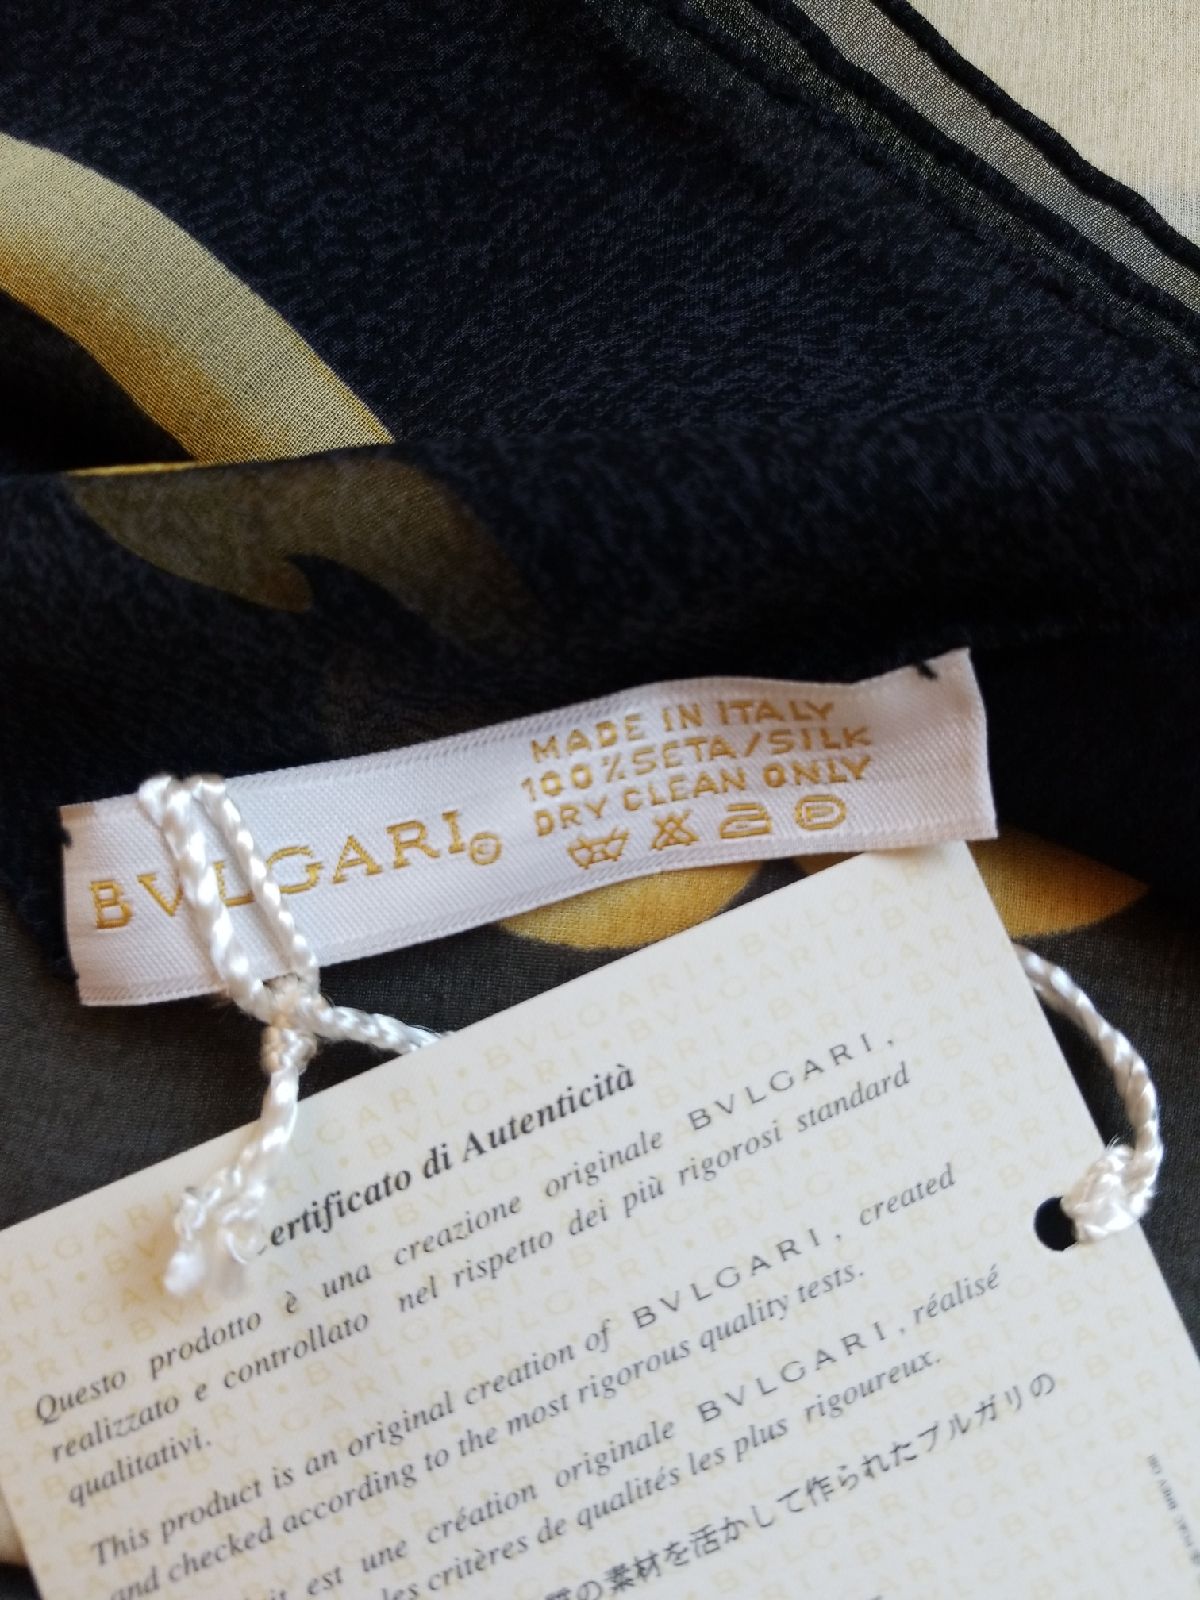 BVLGARI
MADE IN ITALY
100%SETA/SILK
DRY CLEAN ONLY
P
Certificato di Autenticità
Questo prodotto è una creazione originale BVLGARI,
realizzato e controllato nel rispetto dei più rigorosi standard
qualitativi.
This product is an original creation of BVLGARI, created
and checked according to the most rigorous quality tests.
est une création originale BVLGARI, réalisé
les critères de qualités les plus rigoureux.
の素材を活かして作られたブルガリの